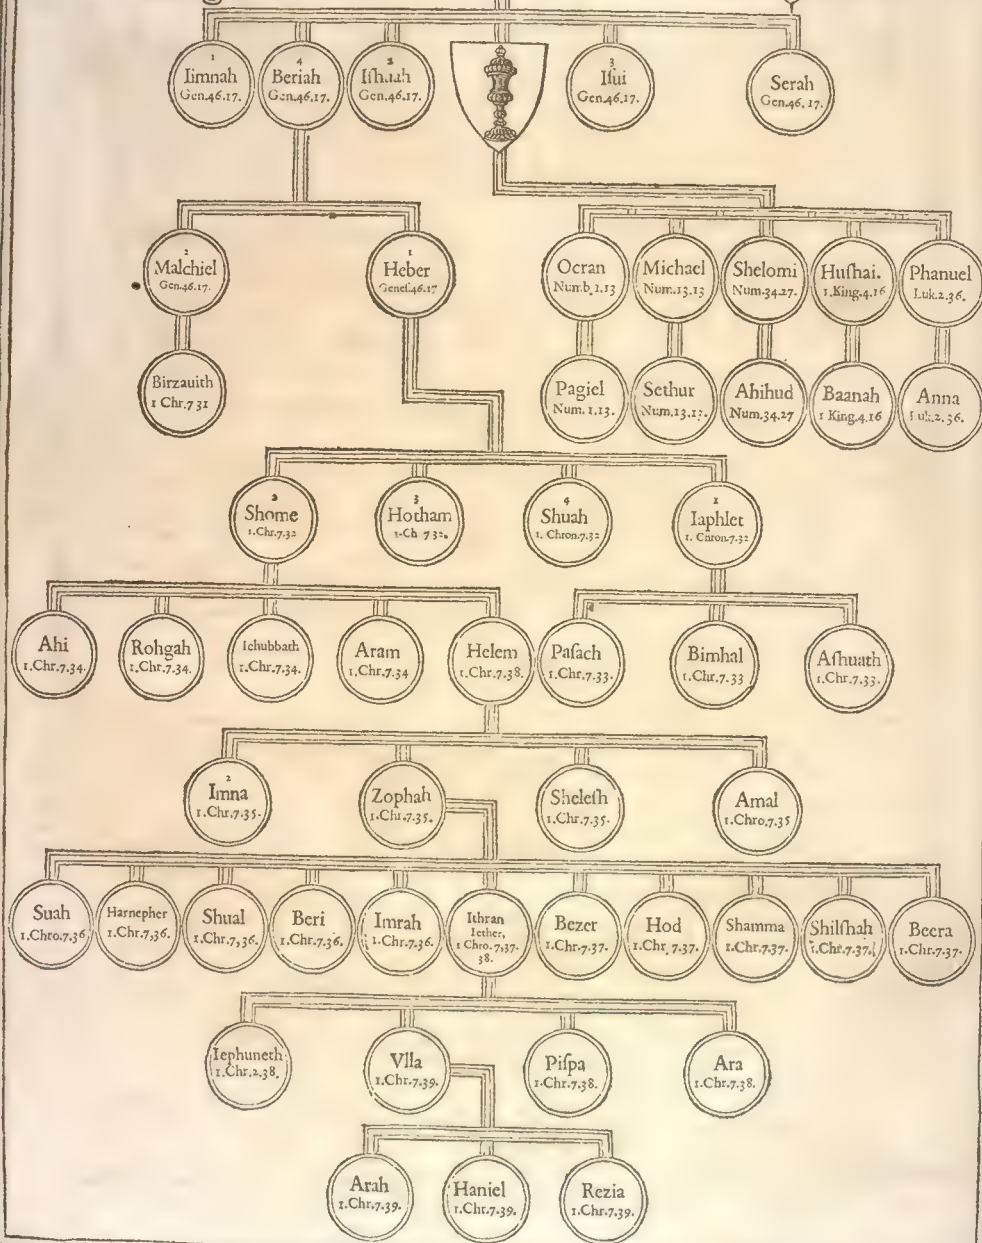 1
Iimnah
Gen.46.17.
4
Beriah
Gen.46.17.
2
Iſhuah
Gen.46.17.
3
Iſui
Gen.46.17.
Serah
Gen.46.17.
2
Malchiel
Gen.46.17.
1
Heber
Geneſ.46.17
Ocran
Num.b.1.13
Michael
Num.13.13
Shelomi
Num.34.27.
Huſhai.
1.King.4.16
Phanuel
Luk.2.36.
Birzauith
1 Chr.7 31
Pagiel
Num.1.13.
Sethur
Num.13.13.
Ahihud
Num.34.27
Baanah
1 King.4.16
Anna
Luk.2.36.
2
Shome
1.Chr.7.32
3
Hotham
1.Ch 7 32.
4
Shuah
1. Chron.7.32
1
Iaphlet
1. Chron.7.32
Ahi
1.Chr.7.34.
Rohgah
1.Chr.7.34.
Iehubbath
1.Chr.7.34.
Aram
1.Chr.7.34
Helem
1.Chr.7.38.
Paſach
1.Chr.7.33.
Bimhal
1.Chr.7.33
Aſhuath
1.Chr.7.33.
2
Imna
1.Chr.7.35.
Zophah
1.Chr.7.35.
Sheleſh
1.Chr.7.35.
Amal
1.Chro.7.35
Suah
1.Chro.7.36
Harnepher
1.Chr.7,36.
Shual
1.Chr.7,36.
Beri
1.Chr.7.36.
Imrah
1.Chr.7.36.
Ithran
Iether,
1 Chro.7,37.
38.
Bezer
1.Chr.7.37.
Hod
1.Chr.7.37.
Shamma
1.Chr.7.37.
Shilſhah
1.Chr.7.37.
Beera
1.Chr.7.37.
Iephuneth
1.Chr.2.38.
Vlla
1.Chr.7.39.
Piſpa
1.Chr.7.38.
Ara
1.Chr.7.38.
Arah
1.Chr.7.39.
Haniel
1.Chr.7.39.
Rezia
1.Chr.7.39.